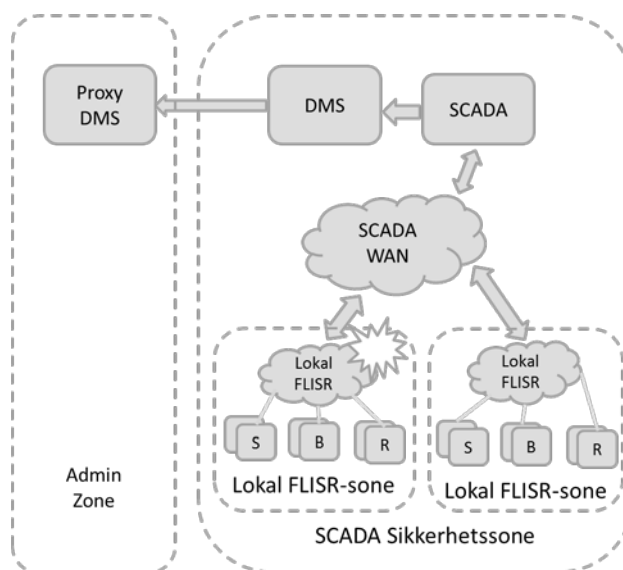 Proxy
DMS
DMS
SCADA
SCADA
WAN
Lokal
FLISR
Lokal
FLISR
S
B
R
S
B
R
Lokal FLISR-sone
Lokal FLISR-sone
Admin
Zone
SCADA Sikkerhetssone